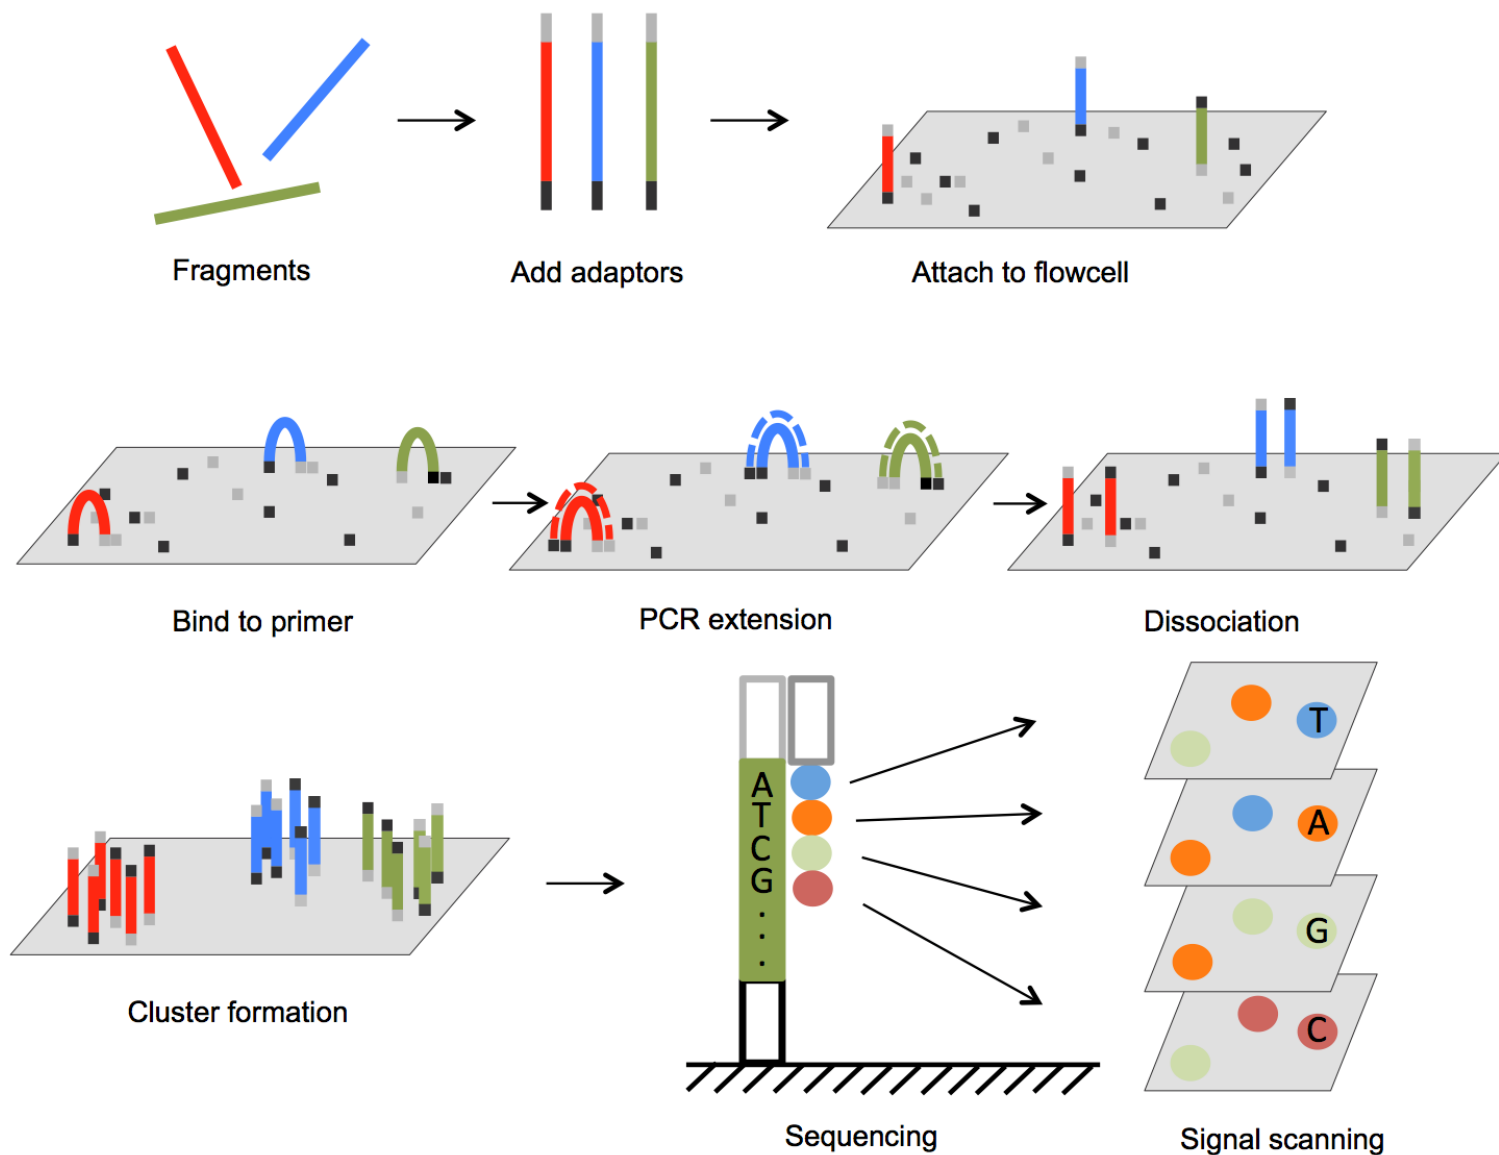 Fragments
Add adaptors
Attach to flowcell
Bind to primer
PCR extension
Dissociation
Cluster formation
A
T
C
G
.
.
.
Sequencing
T
A
G
C
Signal scanning